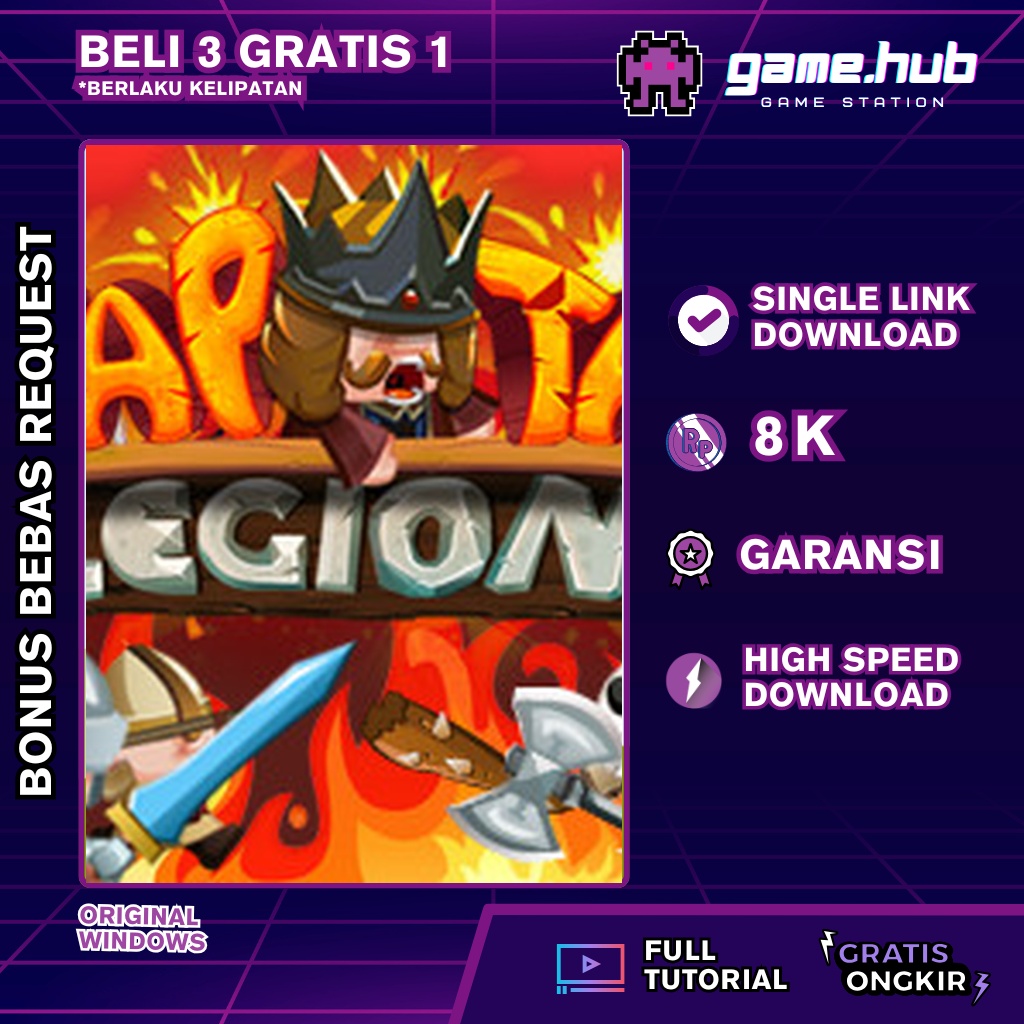 BELI 3 GRATIS 1
*BERLAKU KELIPATAN
game.hub
GAME STATION
BONUS BEBAS REQUEST
SINGLE LINK
DOWNLOAD
Rp
8K
GARANSI
HIGH SPEED
DOWNLOAD
ORIGINAL
WINDOWS
FULL
TUTORIAL
GRATIS
ONGKIR